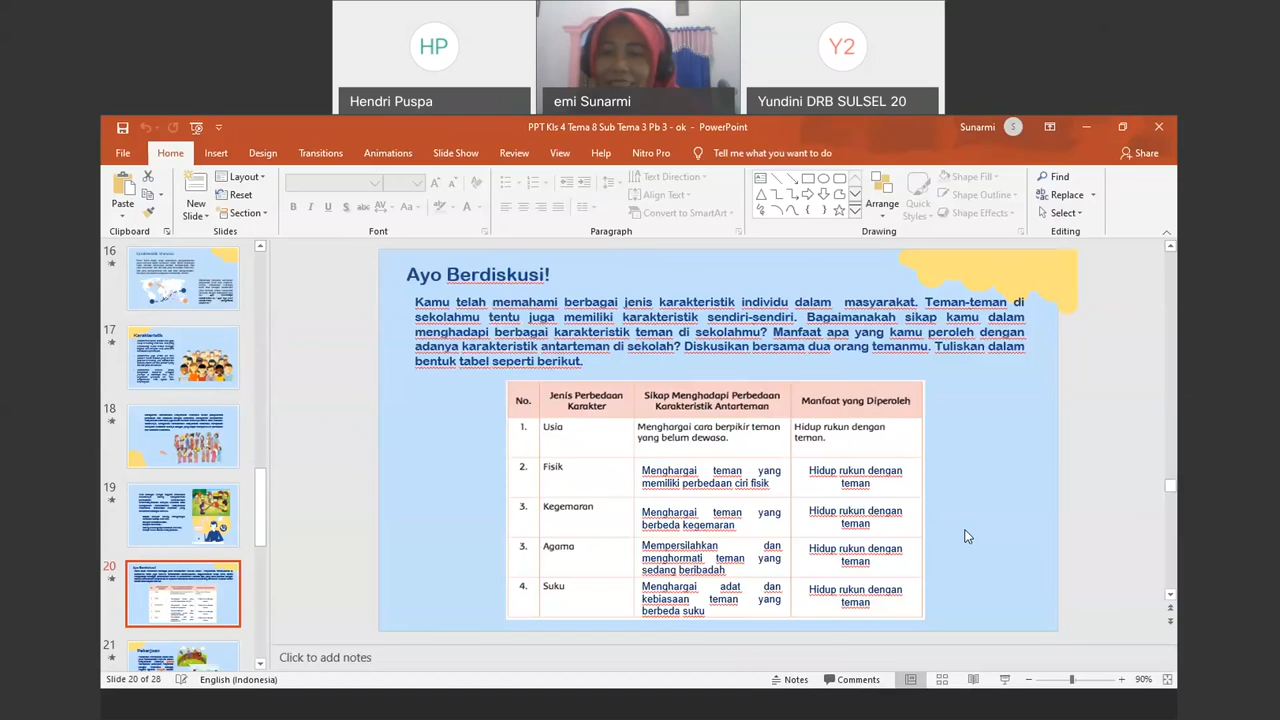 HP
Y2
Hendri Puspa
emi Sunarmi
Yundini DRB SULSEL 20
PPT Kls 4 Tema 8 Sub Tema 3 Pb 3 - ok - PowerPoint
Sunarmi
S
File Home Insert Design Transitions Animations Slide Show Review View Help Nitro Pro Tell me what you want to do Share
Paste
New
Slide
Layout
Reset
Section
Text Direction
Align Text
Convert to SmartArt
Arrange
Quick
Styles
Shape Fill
Shape Outline
Shape Effects
Find
Replace
Select
Clipboard Slides Font Paragraph Drawing Editing
16
17
Karakteristik
18
19
20
Ayo Berdiskusi!
21
Pekerjaan
Ayo Berdiskusi!
Kamu telah memahami berbagai jenis karakteristik individu dalam masyarakat. Teman-teman di
sekolahmu tentu juga memiliki karakteristik sendiri-sendiri. Bagaimanakah sikap kamu dalam
menghadapi berbagai karakteristik teman di sekolahmu? Manfaat apa yang kamu peroleh dengan
adanya karakteristik antarteman di sekolah? Diskusikan bersama dua orang temanmu. Tuliskan dalam
bentuk tabel seperti berikut.
No. Jenis Perbedaan Karakter Sikap Menghadapi Perbedaan Karakteristik Antarteman Manfaat yang Diperoleh
1. Usia Menghargai cara berpikir teman yang belum dewasa. Hidup rukun dengan teman.
2. Fisik Menghargai teman yang memiliki perbedaan ciri fisik Hidup rukun dengan teman
3. Kegemaran Menghargai teman yang berbeda kegemaran Hidup rukun dengan teman
3. Agama Mempersilahkan dan menghormati teman yang sedang beribadah Hidup rukun dengan teman
4. Suku Menghargai adat dan kebiasaan teman yang berbeda suku Hidup rukun dengan teman
Click to add notes
Slide 20 of 28 English (Indonesia) Notes Comments 90%